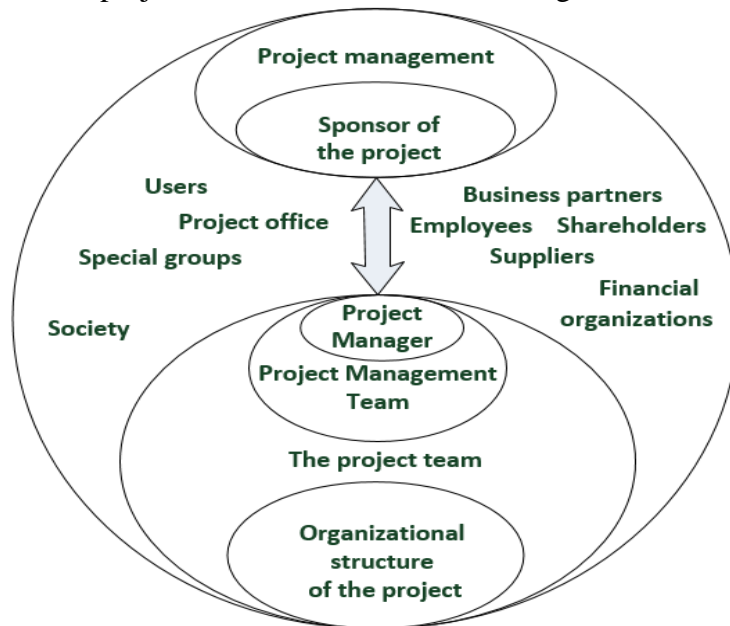 Project management
Sponsor of
the project
Users
Project office
Special groups
Society
Business partners
Employees Shareholders
Suppliers
Financial
organizations
Project
Manager
Project Management
Team
The project team
Organizational
structure
of the project